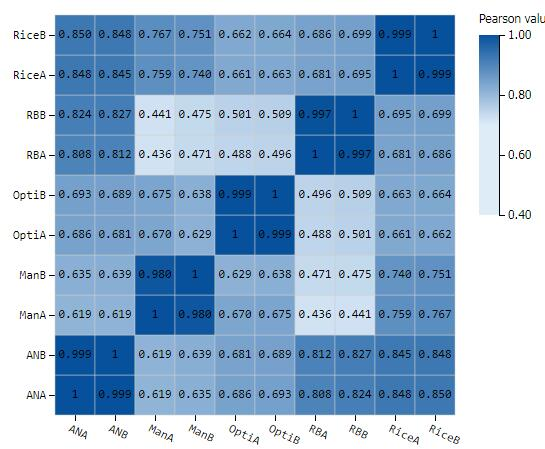 Pearson valu
RiceB 0.850 0.848 0.767 0.751 0.662 0.664 0.686 0.699 0.999 1
1.00
RiceA 0.848 0.845 0.759 0.740 0.661 0.663 0.681 0.695 1 0.999
0.80
RBB 0.824 0.827 0.441 0.475 0.501 0.509 0.997 1 0.695 0.699
RBA 0.808 0.812 0.436 0.471 0.488 0.496 1 0.997 0.681 0.686
0.60
OptiB 0.693 0.689 0.675 0.638 0.999 1 0.496 0.509 0.663 0.664
0.40
OptiA 0.686 0.681 0.670 0.629 1 0.999 0.488 0.501 0.661 0.662
ManB 0.635 0.639 0.980 1 0.629 0.638 0.471 0.475 0.740 0.751
ManA 0.619 0.619 1 0.980 0.670 0.675 0.436 0.441 0.759 0.767
ANB 0.999 1 0.619 0.639 0.681 0.689 0.812 0.827 0.845 0.848
ANA 1 0.999 0.619 0.635 0.686 0.693 0.808 0.824 0.848 0.850
ANA ANB ManA ManB OptiA OptiB RBA RBB RiceA RiceB